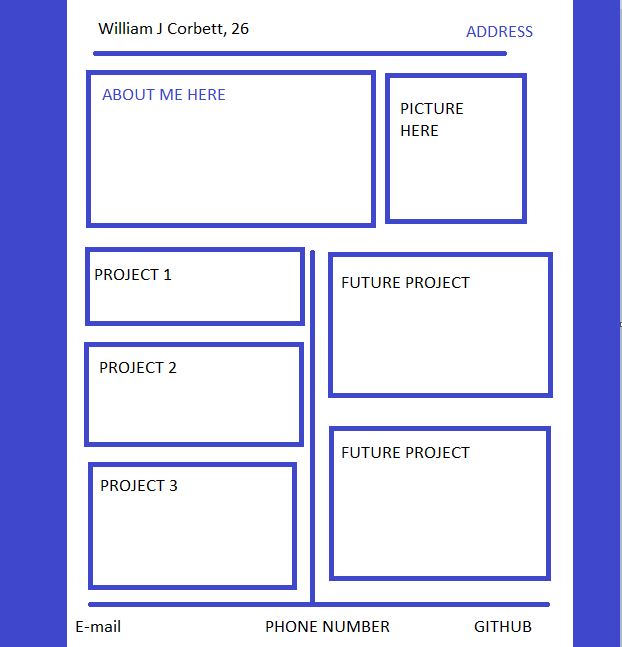 William J Corbett, 26
ADDRESS
ABOUT ME HERE
PICTURE
HERE
PROJECT 1
PROJECT 2
PROJECT 3
FUTURE PROJECT
FUTURE PROJECT
E-mail
PHONE NUMBER
GITHUB